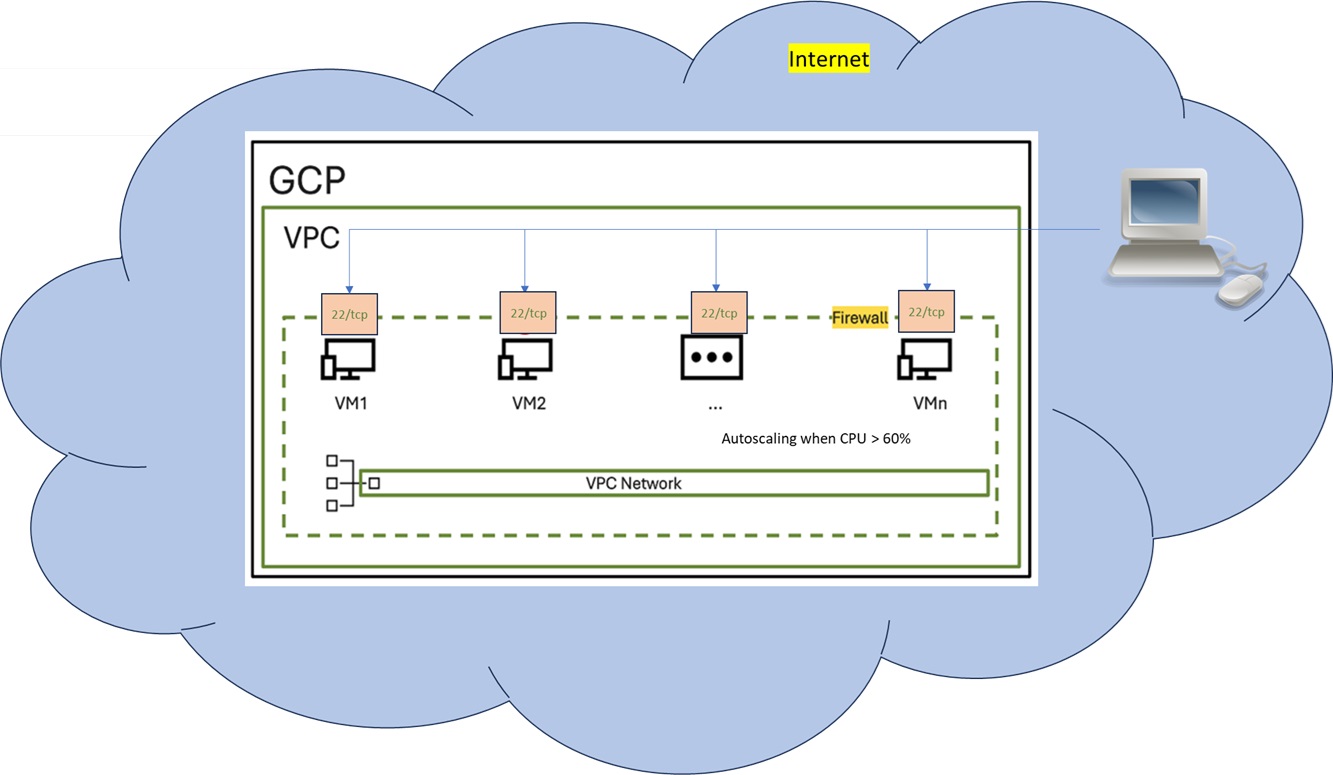 Internet
GCP
VPC
22/tcp
22/tcp
22/tcp
22/tcp
Firewall
VM1
VM2
...
VMn
Autoscaling when CPU > 60%
VPC Network